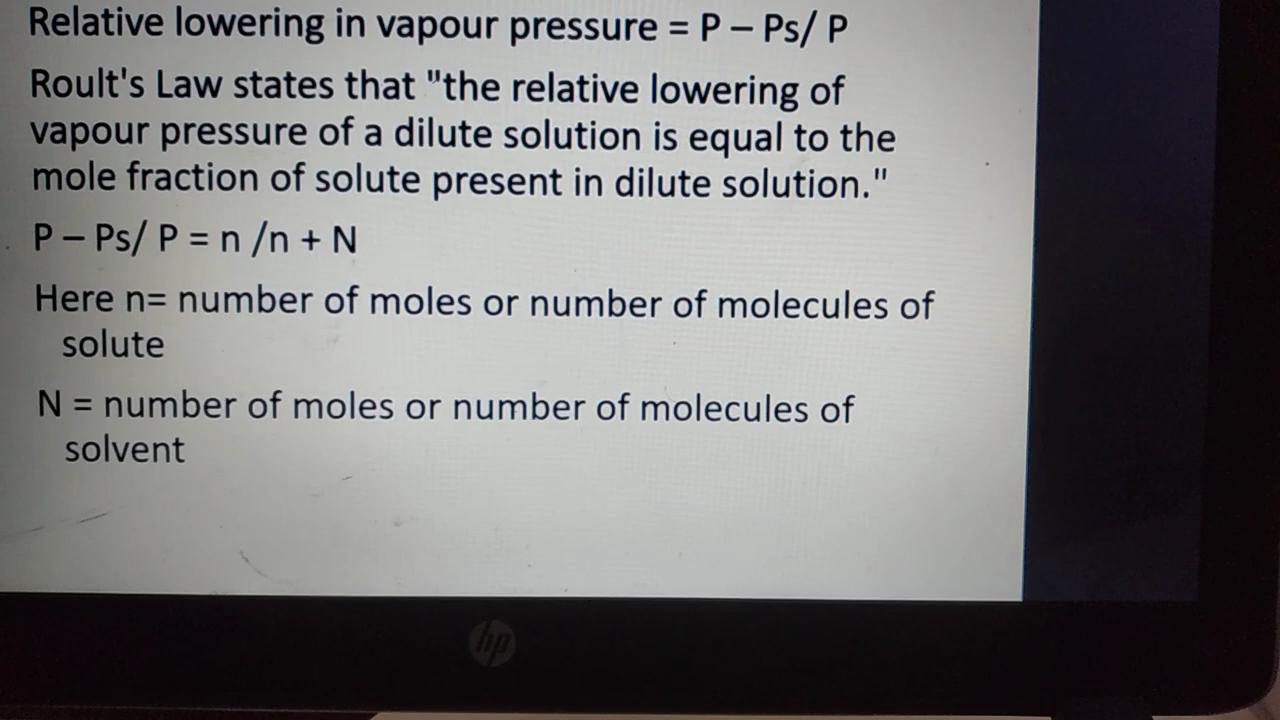 Relative lowering in vapour pressure = P – Ps/ P
Roult's Law states that "the relative lowering of
vapour pressure of a dilute solution is equal to the
mole fraction of solute present in dilute solution."
P – Ps/ P = n /n + N
Here n= number of moles or number of molecules of
solute
N = number of moles or number of molecules of
solvent
hp